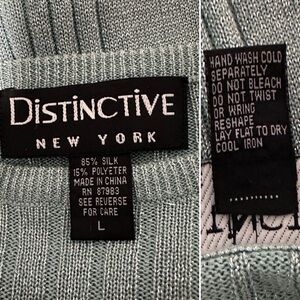 DISTINCTIVE
NEW YORK
85% SILK
15% POLYETER
MADE IN CHINA
RN 87983
SEE REVERSE
FOR CARE
L
HAND WASH COLD
SEPARATELY
DO NOT BLEACH
DO NOT TWIST
OR WRING
RESHAPE
LAY FLAT TO DRY
COOL IRON